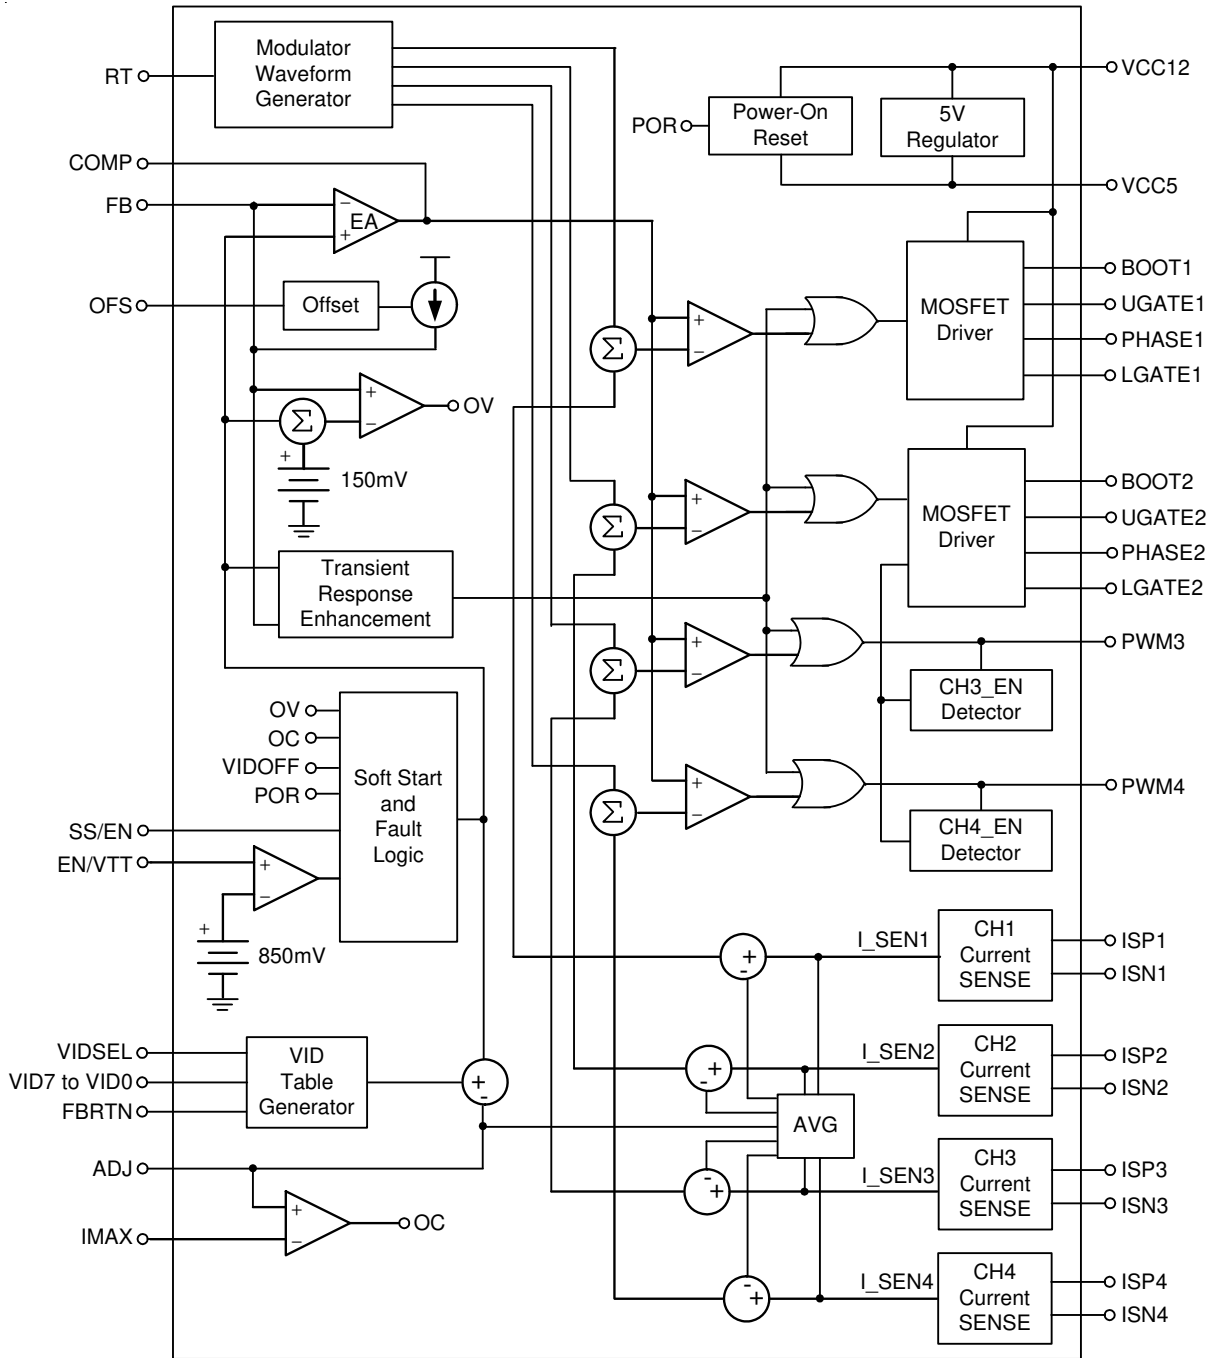 Modulator
Waveform
Generator
RT
VCC12
POR
Power-On
Reset
5V
Regulator
COMP
VCC5
FB
−
EA
+
OFS
Offset
MOSFET
Driver
BOOT1
UGATE1
PHASE1
LGATE1
+
−
Σ
+
−
OV
Σ
+
150mV
MOSFET
Driver
BOOT2
UGATE2
PHASE2
LGATE2
+
−
Σ
Transient
Response
Enhancement
PWM3
+
−
Σ
CH3_EN
Detector
OV
OC
VIDOFF
POR
Soft Start
and
Fault
Logic
PWM4
+
−
Σ
CH4_EN
Detector
SS/EN
EN/VTT
+
−
+
850mV
I_SEN1
CH1
Current
SENSE
ISP1
ISN1
+
-
VIDSEL
VID7 to VID0
FBRTN
VID
Table
Generator
+
-
I_SEN2
CH2
Current
SENSE
ISP2
ISN2
+
-
AVG
ADJ
I_SEN3
CH3
Current
SENSE
ISP3
ISN3
-
+
IMAX
+
−
OC
I_SEN4
CH4
Current
SENSE
ISP4
ISN4
-
+